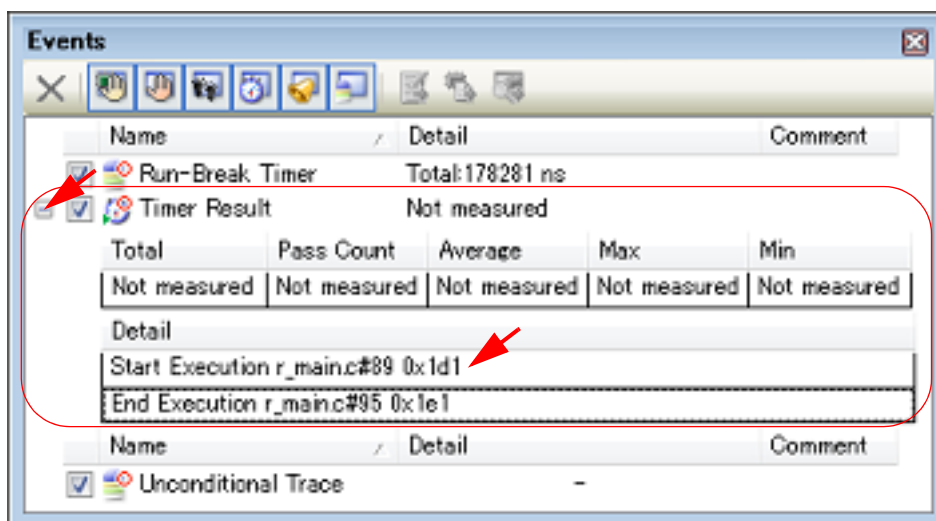 Events
Name Detail Comment
Run-Break Timer Total:178281 ns
Timer Result Not measured
Total Pass Count Average Max Min
Not measured Not measured Not measured Not measured Not measured
Detail
Start Execution r_main.c#89 0x1d1
End Execution r_main.c#95 0x1e1
Name Detail Comment
Unconditional Trace -